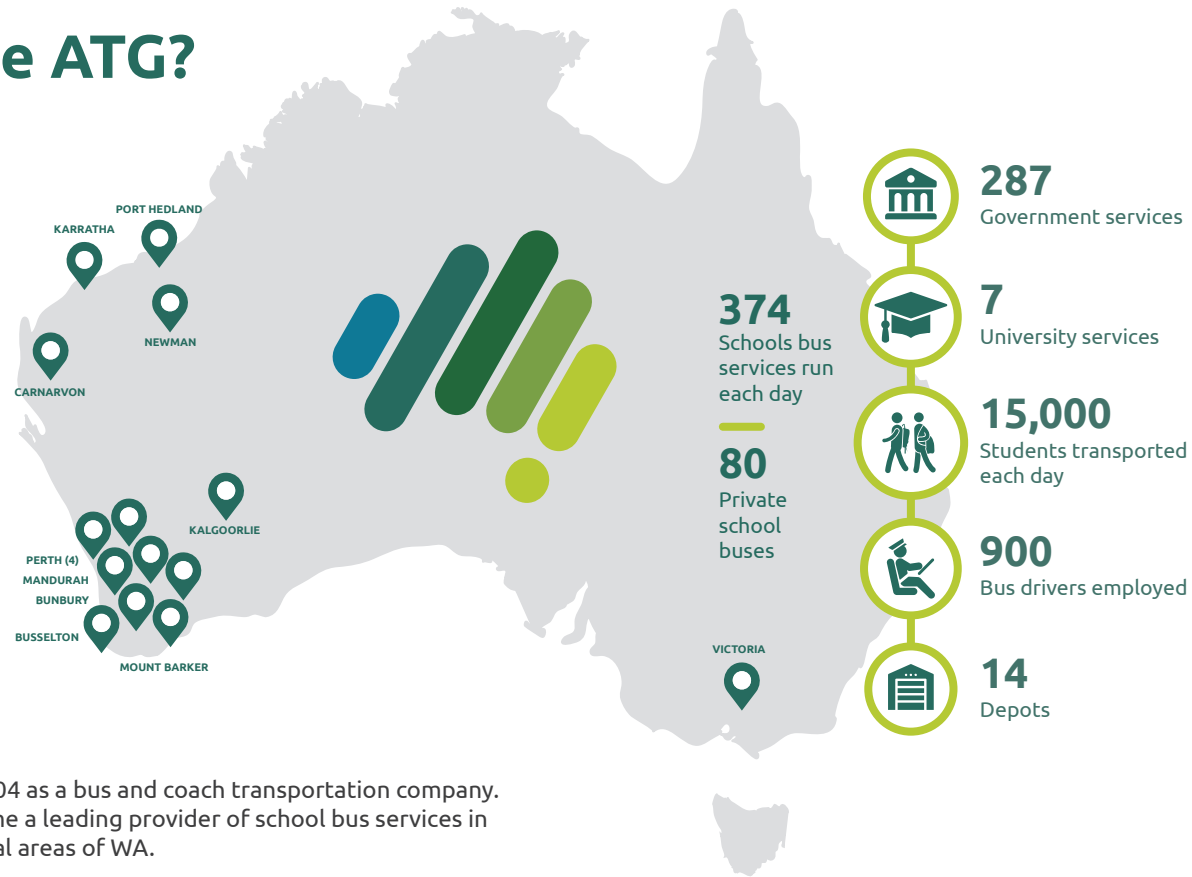 e ATG?
PORT HEDLAND
KARRATHA
NEWMAN
CARNARVON
KALGOORLIE
PERTH (4)
MANDURAH
BUNBURY
BUSSELTON
MOUNT BARKER
VICTORIA
374
Schools bus
services run
each day
80
Private
school
buses
287
Government services
7
University services
15,000
Students transported
each day
900
Bus drivers employed
14
Depots
04 as a bus and coach transportation company.
ne a leading provider of school bus services in
al areas of WA.